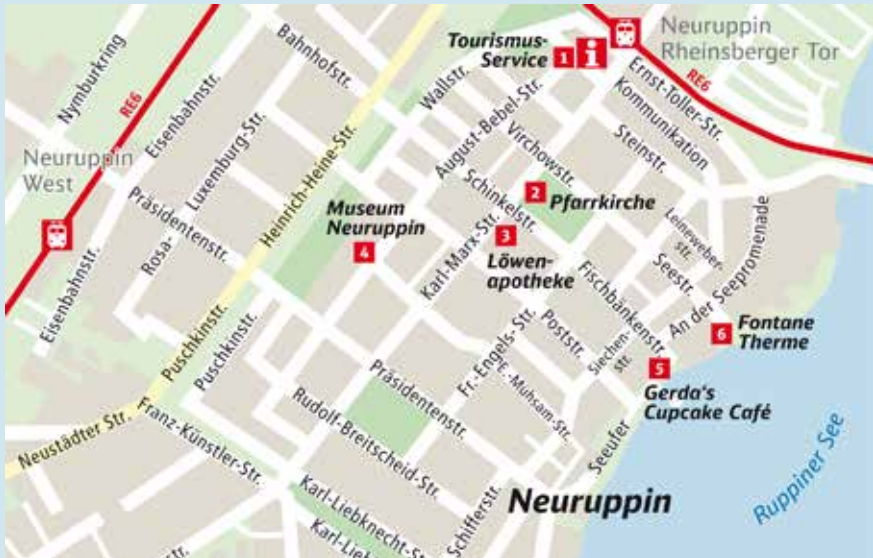 Nymburkring
RE6
Eisenbahnstr.
Bahnhofstr.
Tourismus-
Service
1
i
Neuruppin
Rheinsberger Tor
RE6
Ernst-Toller-Str.
Kommunikation
Wallstr.
August-Bebel-Str.
Virchowstr.
Steinstr.
Heinrich-Heine-Str.
Neuruppin
West
Präsidentenstr.
Rosa- Luxemburg-Str.
Museum
Neuruppin
4
Schinkelstr.
2
Pfarrkirche
3
Löwen-
apotheke
Karl-Marx-Str.
Leineweber-
str.
Seestr.
An der Seepromenade
Fischbänkenstr.
Eisenbahnstr.
Puschkinstr.
Puschkinstr.
Poststr.
Siechen-
str.
6
Fontane
Therme
5
Gerda's
Cupcake Café
Fr.-Engels- Str.
E.-Mühsam-Str.
Präsidentenstr.
Rudolf-Breitscheid-Str.
Neustädter Str.
Franz-Künstler-Str.
Seeufer
Neuruppin
Ruppiner See
Schifferstr.
Karl-Liebknecht-St
Karl-Lieb
str.